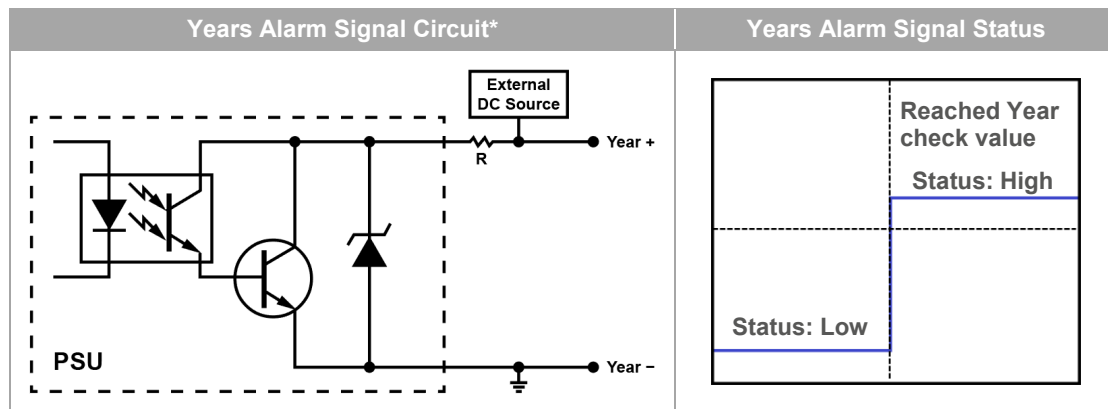 Years Alarm Signal Circuit*
Years Alarm Signal Status
External
DC Source
Year +
R
PSU
Year −
Reached Year
check value
Status: High
Status: Low